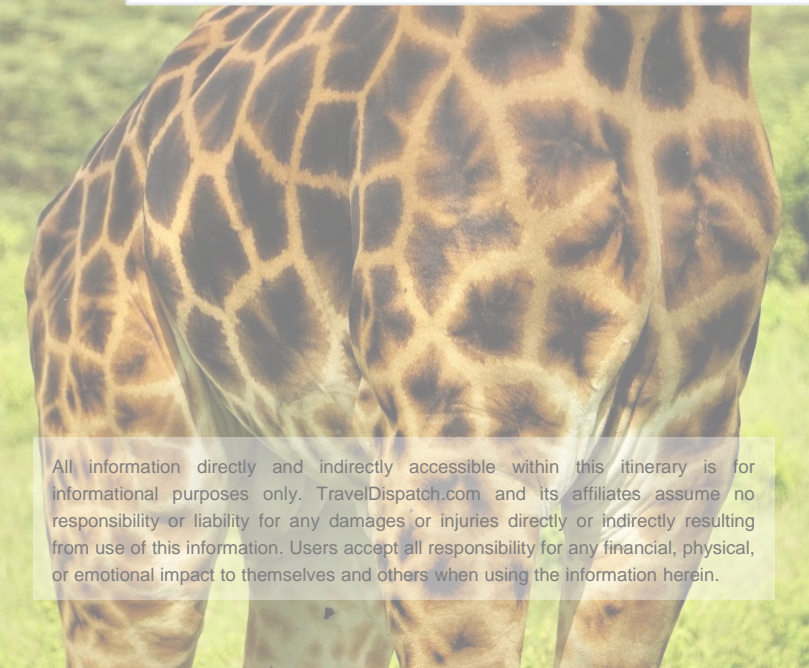 All information directly and indirectly accessible within this itinerary is for
informational purposes only. TravelDispatch.com and its affiliates assume no
responsibility or liability for any damages or injuries directly or indirectly resulting
from use of this information. Users accept all responsibility for any financial, physical,
or emotional impact to themselves and others when using the information herein.